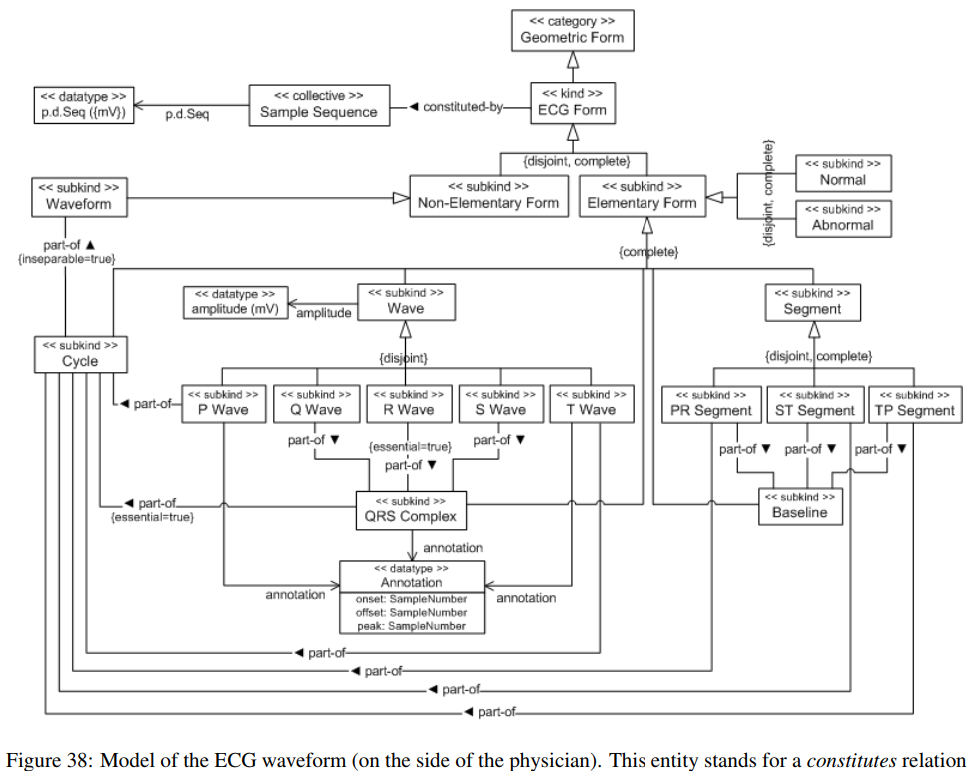 << category >>
Geometric Form
<< datatype >>
p.d.Seq ({mV})
p.d.Seq
<< collective >>
Sample Sequence
◄ constituted-by
<< kind >>
ECG Form
{disjoint, complete}
<< subkind >>
Waveform
<< subkind >>
Non-Elementary Form
<< subkind >>
Elementary Form
{disjoint, complete}
<< subkind >>
Normal
<< subkind >>
Abnormal
part-of ▲
{inseparable=true}
{complete}
<< datatype >>
amplitude (mV)
amplitude
<< subkind >>
Wave
<< subkind >>
Segment
<< subkind >>
Cycle
{disjoint}
{disjoint, complete}
◄ part-of
<< subkind >>
P Wave
<< subkind >>
Q Wave
<< subkind >>
R Wave
<< subkind >>
S Wave
<< subkind >>
T Wave
<< subkind >>
PR Segment
<< subkind >>
ST Segment
<< subkind >>
TP Segment
part-of ▼
{essential=true}
part-of ▼
part-of ▼
part-of ▼
part-of ▼
part-of ▼
◄ part-of
{essential=true}
<< subkind >>
QRS Complex
<< subkind >>
Baseline
annotation
<< datatype >>
Annotation
onset: SampleNumber
offset: SampleNumber
peak: SampleNumber
annotation
annotation
◄ part-of
◄ part-of
◄ part-of
◄ part-of
Figure 38: Model of the ECG waveform (on the side of the physician). This entity stands for a constitutes relation